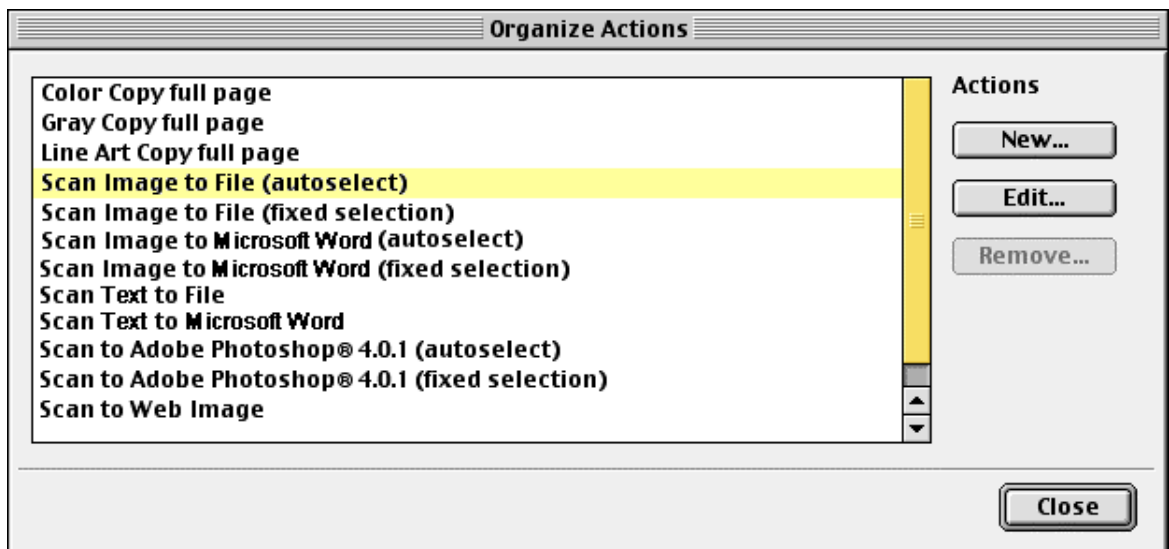 Organize Actions
Color Copy full page
Gray Copy full page
Line Art Copy full page
Scan Image to File (autoselect)
Scan Image to File (fixed selection)
Scan Image to Microsoft Word (autoselect)
Scan Image to Microsoft Word (fixed selection)
Scan Text to File
Scan Text to Microsoft Word
Scan to Adobe Photoshop® 4.0.1 (autoselect)
Scan to Adobe Photoshop® 4.0.1 (fixed selection)
Scan to Web Image
Actions
New...
Edit...
Remove...
Close